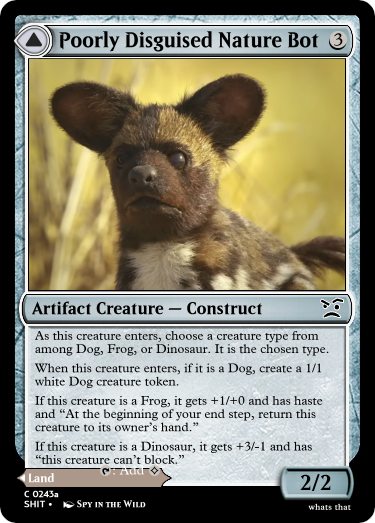 Poorly Disguised Nature Bot 3
Artifact Creature — Construct
As this creature enters, choose a creature type from
among Dog, Frog, or Dinosaur. It is the chosen type.
When this creature enters, if it is a Dog, create a 1/1
white Dog creature token.
If this creature is a Frog, it gets +1/+0 and has haste
and “At the beginning of your end step, return this
creature to its owner’s hand.”
If this creature is a Dinosaur, it gets +3/-1 and has
“this creature can’t block.”
: Add
Land
2/2
C 0243a
SHIT • Spy in the Wild
whats that